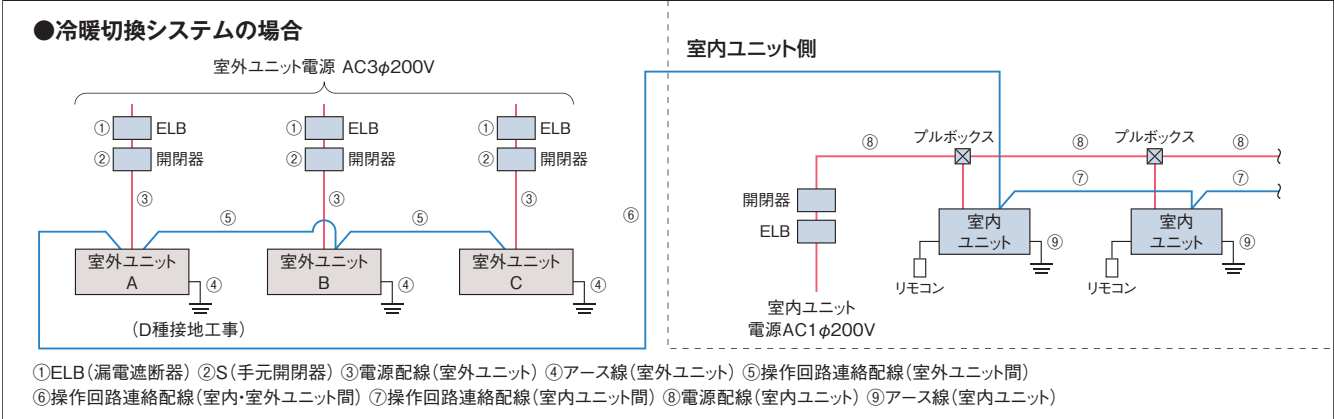 ●冷暖切換システムの場合
室外ユニット電源 AC3φ200V
① ELB ① ELB ① ELB
② 開閉器 ② 開閉器 ② 開閉器
③ ③ ③
⑤ ⑤ ⑥
室外ユニット
A
④
室外ユニット
B
④
室外ユニット
C
④
(D種接地工事)
室内ユニット側
⑧ プルボックス ⑧ プルボックス ⑧
⑦ ⑦
開閉器
ELB
室内ユニット
電源AC1φ200V
室内
ユニット
⑨
リモコン
室内
ユニット
⑨
リモコン
①ELB(漏電遮断器) ②S(手元開閉器) ③電源配線(室外ユニット) ④アース線(室外ユニット) ⑤操作回路連絡配線(室外ユニット間)
⑥操作回路連絡配線(室内・室外ユニット間) ⑦操作回路連絡配線(室内ユニット間) ⑧電源配線(室内ユニット) ⑨アース線(室内ユニット)